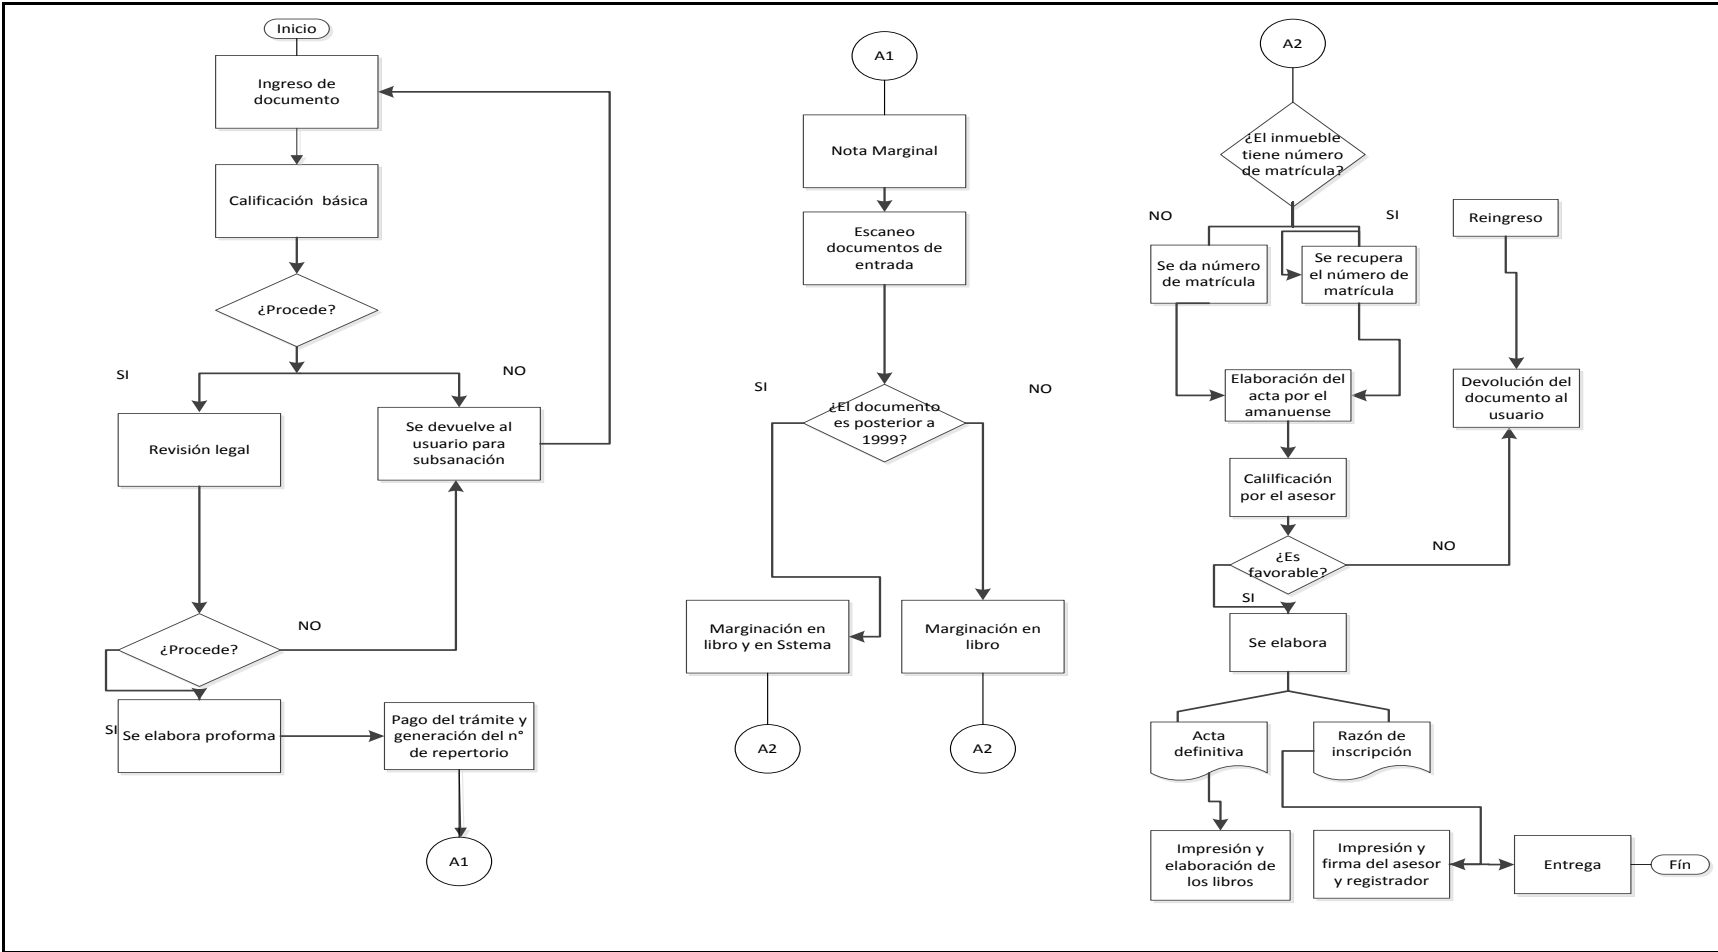 Inicio
Ingreso de
documento
Calificación  básica
¿Procede?
SI
NO
Revisión legal
Se devuelve al
usuario para
subsanación
NO
¿Procede?
SI
Se elabora proforma
Pago del trámite y
generación del n°
de repertorio
A1
A1
Nota Marginal
Escaneo
documentos de
entrada
SI
NO
¿El documento
es posterior a
1999?
Marginación en
libro y en Sstema
Marginación en
libro
A2
A2
A2
¿El inmueble
tiene número
de matrícula?
NO
SI
Reingreso
Se da número
de matrícula
Se recupera
el número de
matrícula
Elaboración del
acta por el
amanuense
Devolución del
documento al
usuario
Calilficación
por el asesor
¿Es
favorable?
NO
SI
Se elabora
Acta
definitiva
Razón de
inscripción
Impresión y
elaboración de
los libros
Impresión y
firma del asesor
y registrador
Entrega
Fín